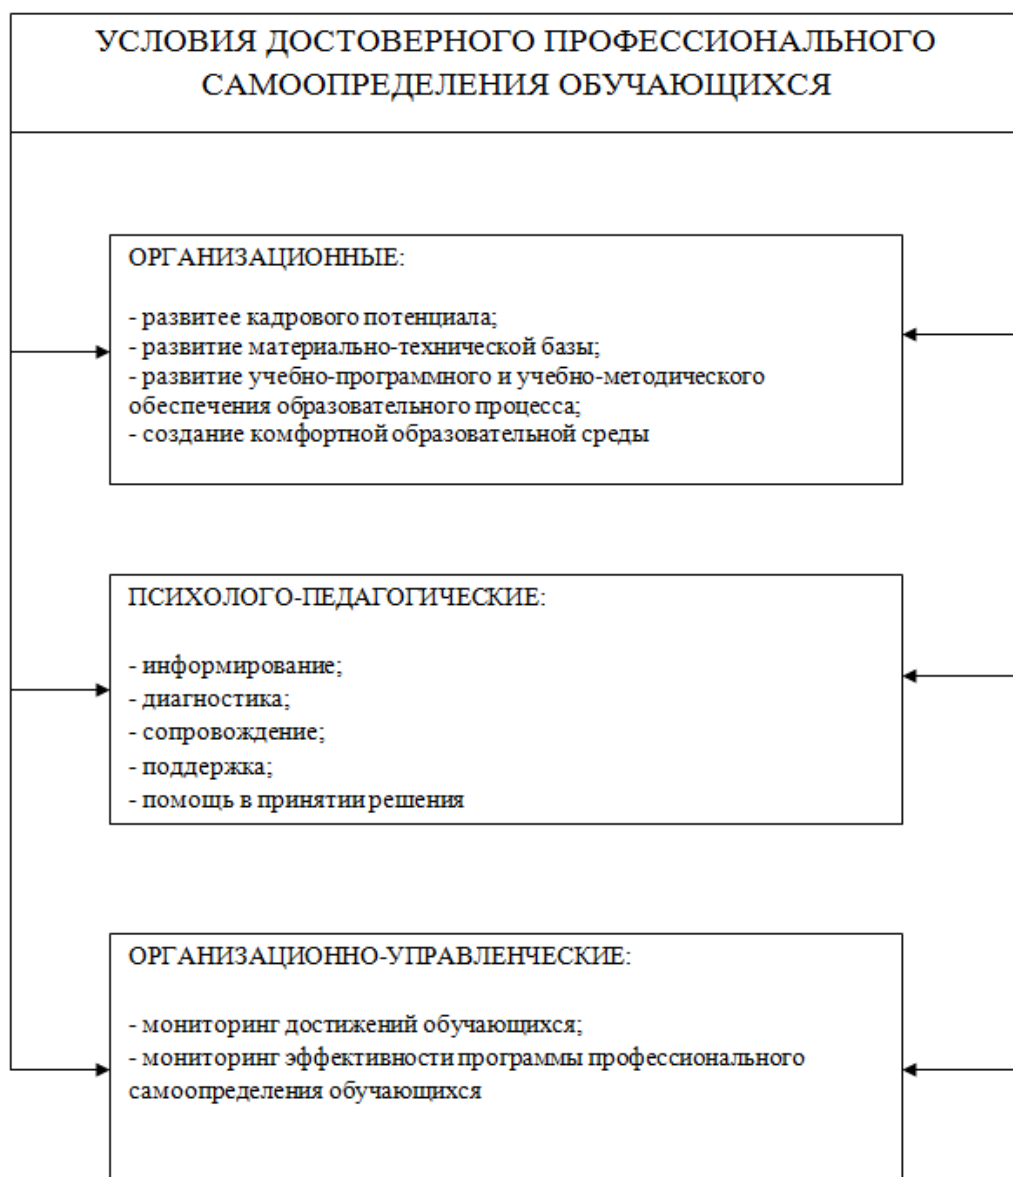 УСЛОВИЯ ДОСТОВЕРНОГО ПРОФЕССИОНАЛЬНОГО
САМООПРЕДЕЛЕНИЯ ОБУЧАЮЩИХСЯ
ОРГАНИЗАЦИОННЫЕ:
- развитее кадрового потенциала;
- развитие материально-технической базы;
- развитие учебно-программного и учебно-методического
обеспечения образовательного процесса;
- создание комфортной образовательной среды
ПСИХОЛОГО-ПЕДАГОГИЧЕСКИЕ:
- информирование;
- диагностика;
- сопровождение;
- поддержка;
- помощь в принятии решения
ОРГАНИЗАЦИОННО-УПРАВЛЕНЧЕСКИЕ:
- мониторинг достижений обучающихся;
- мониторинг эффективности программы профессионального
самоопределения обучающихся